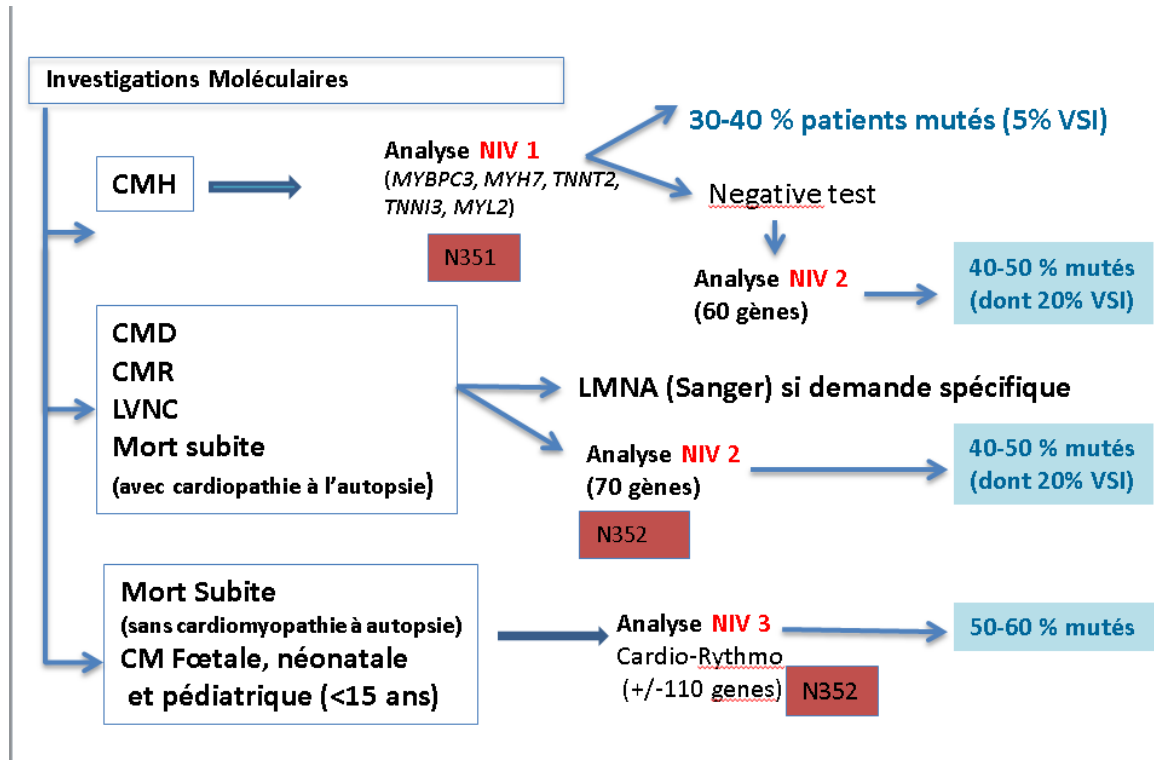 Investigations Moléculaires
CMH
Analyse NIV 1
(MYBPC3, MYH7, TNNT2,
TNNI3, MYL2)
N351
30-40 % patients mutés (5% VSI)
Negative test
Analyse NIV 2
(60 gènes)
40-50 % mutés
(dont 20% VSI)
CMD
CMR
LVNC
Mort subite
(avec cardiopathie à l'autopsie)
LMNA (Sanger) si demande spécifique
Analyse NIV 2
(70 gènes)
N352
40-50 % mutés
(dont 20% VSI)
Mort Subite
(sans cardiomyopathie à autopsie)
CM Fœtale, néonatale
et pédiatrique (<15 ans)
Analyse NIV 3
Cardio-Rythmo
(+/-110 genes)
N352
50-60 % mutés